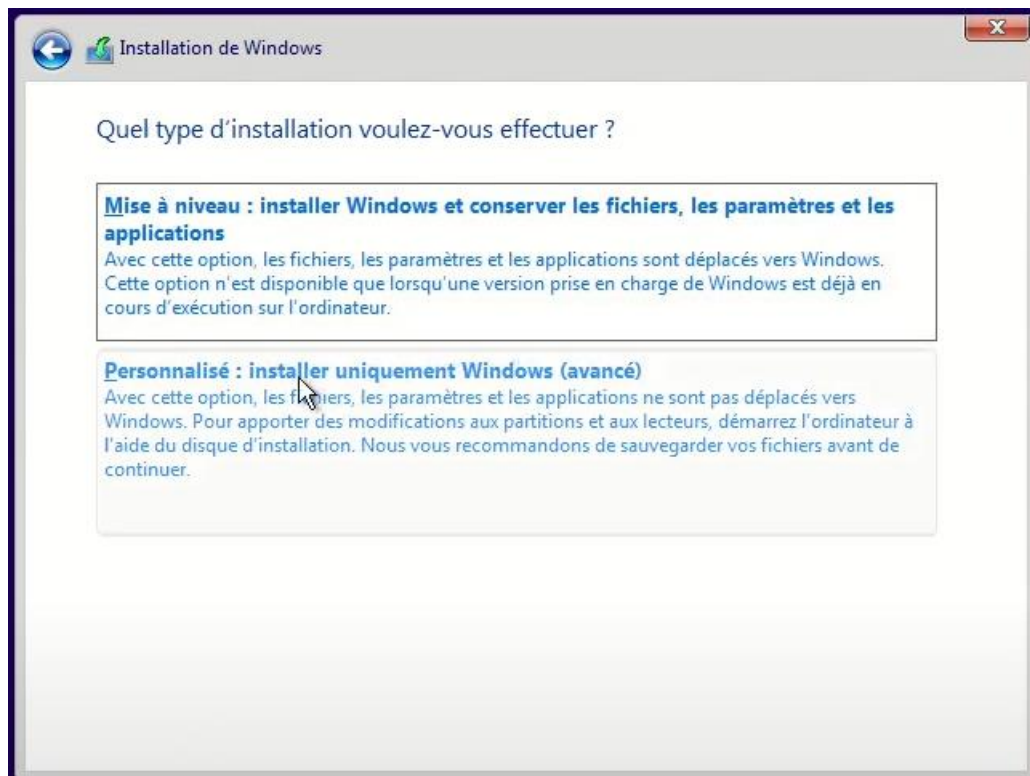 Installation de Windows
Quel type d'installation voulez-vous effectuer ?
Mise à niveau : installer Windows et conserver les fichiers, les paramètres et les
applications
Avec cette option, les fichiers, les paramètres et les applications sont déplacés vers Windows.
Cette option n'est disponible que lorsqu'une version prise en charge de Windows est déjà en
cours d'exécution sur l'ordinateur.
Personnalisé : installer uniquement Windows (avancé)
Avec cette option, les fichiers, les paramètres et les applications ne sont pas déplacés vers
Windows. Pour apporter des modifications aux partitions et aux lecteurs, démarrez l'ordinateur à
l'aide du disque d'installation. Nous vous recommandons de sauvegarder vos fichiers avant de
continuer.